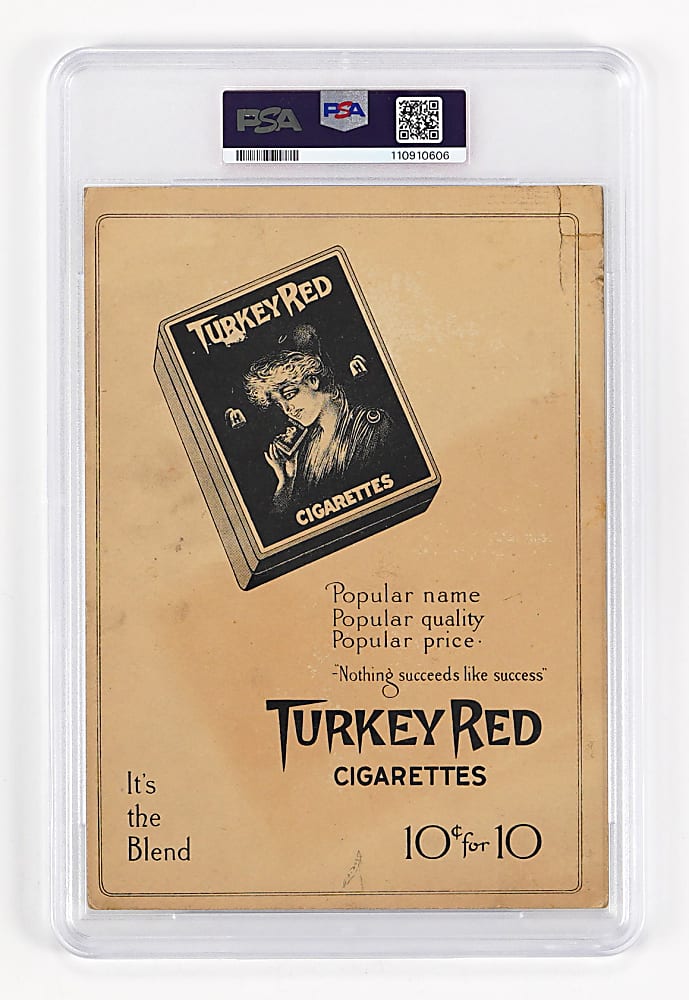 PSA
PSA
110910606
TURKEY RED
CIGARETTES
Popular name
Popular quality
Popular price.
-"Nothing succeeds like success"
TURKEY RED
CIGARETTES
It's
the
Blend
10¢ for 10